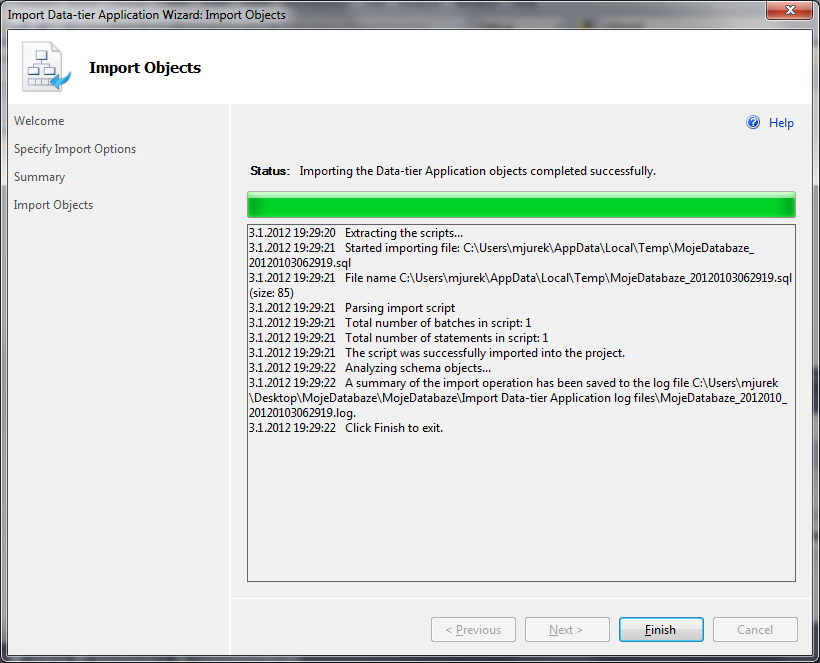 Import Data-tier Application Wizard: Import Objects
Import Objects
Welcome
Specify Import Options
Summary
Import Objects
Help
Status: Importing the Data-tier Application objects completed successfully.
3.1.2012 19:29:20 Extracting the scripts...
3.1.2012 19:29:21 Started importing file: C:\Users\mjurek\AppData\Local\Temp\MojeDatabaze_
20120103062919.sql
3.1.2012 19:29:21 File name C:\Users\mjurek\AppData\Local\Temp\MojeDatabaze_20120103062919.sql
(size: 85)
3.1.2012 19:29:21 Parsing import script
3.1.2012 19:29:21 Total number of batches in script: 1
3.1.2012 19:29:21 Total number of statements in script: 1
3.1.2012 19:29:21 The script was successfully imported into the project.
3.1.2012 19:29:22 Analyzing schema objects...
3.1.2012 19:29:22 A summary of the import operation has been saved to the log file C:\Users\mjurek
\Desktop\MojeDatabaze\MojeDatabaze\Import Data-tier Application log files\MojeDatabaze_2012010_
20120103062919.log.
3.1.2012 19:29:22 Click Finish to exit.
< Previous
Next >
Finish
Cancel